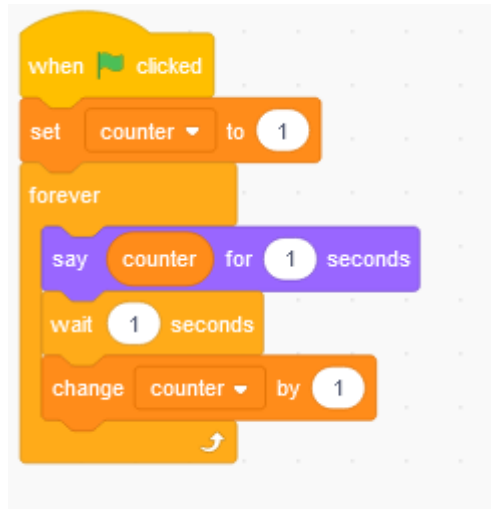 when clicked
set counter to 1
forever
say counter for 1 seconds
wait 1 seconds
change counter by 1